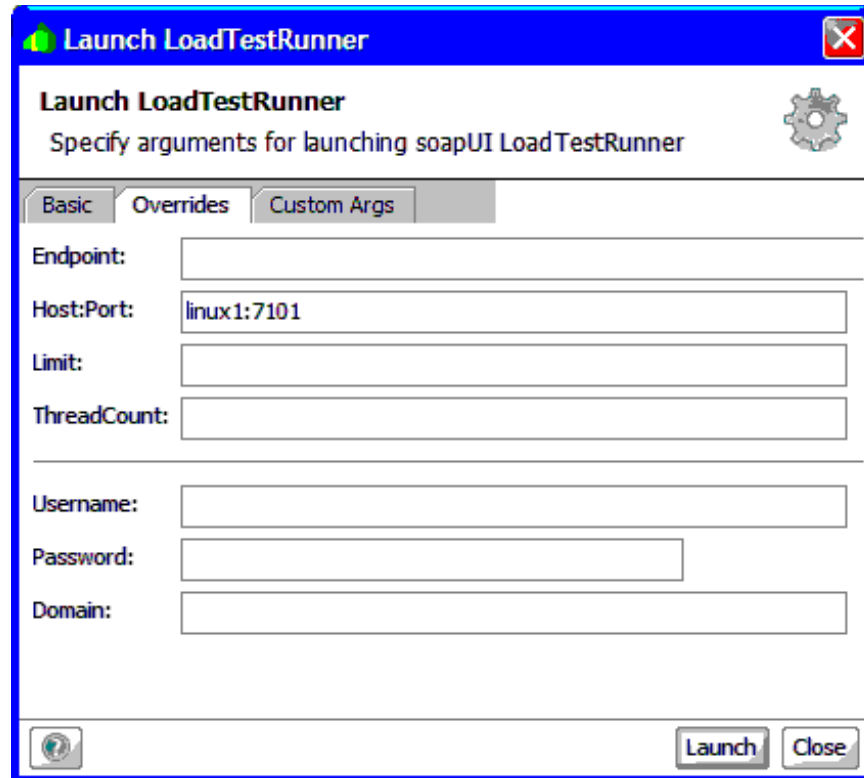 Launch LoadTestRunner
Launch LoadTestRunner
Specify arguments for launching soapUI LoadTestRunner
Basic Overrides Custom Args
Endpoint:
Host:Port: linux1:7101
Limit:
ThreadCount:
Username:
Password:
Domain:
Launch Close